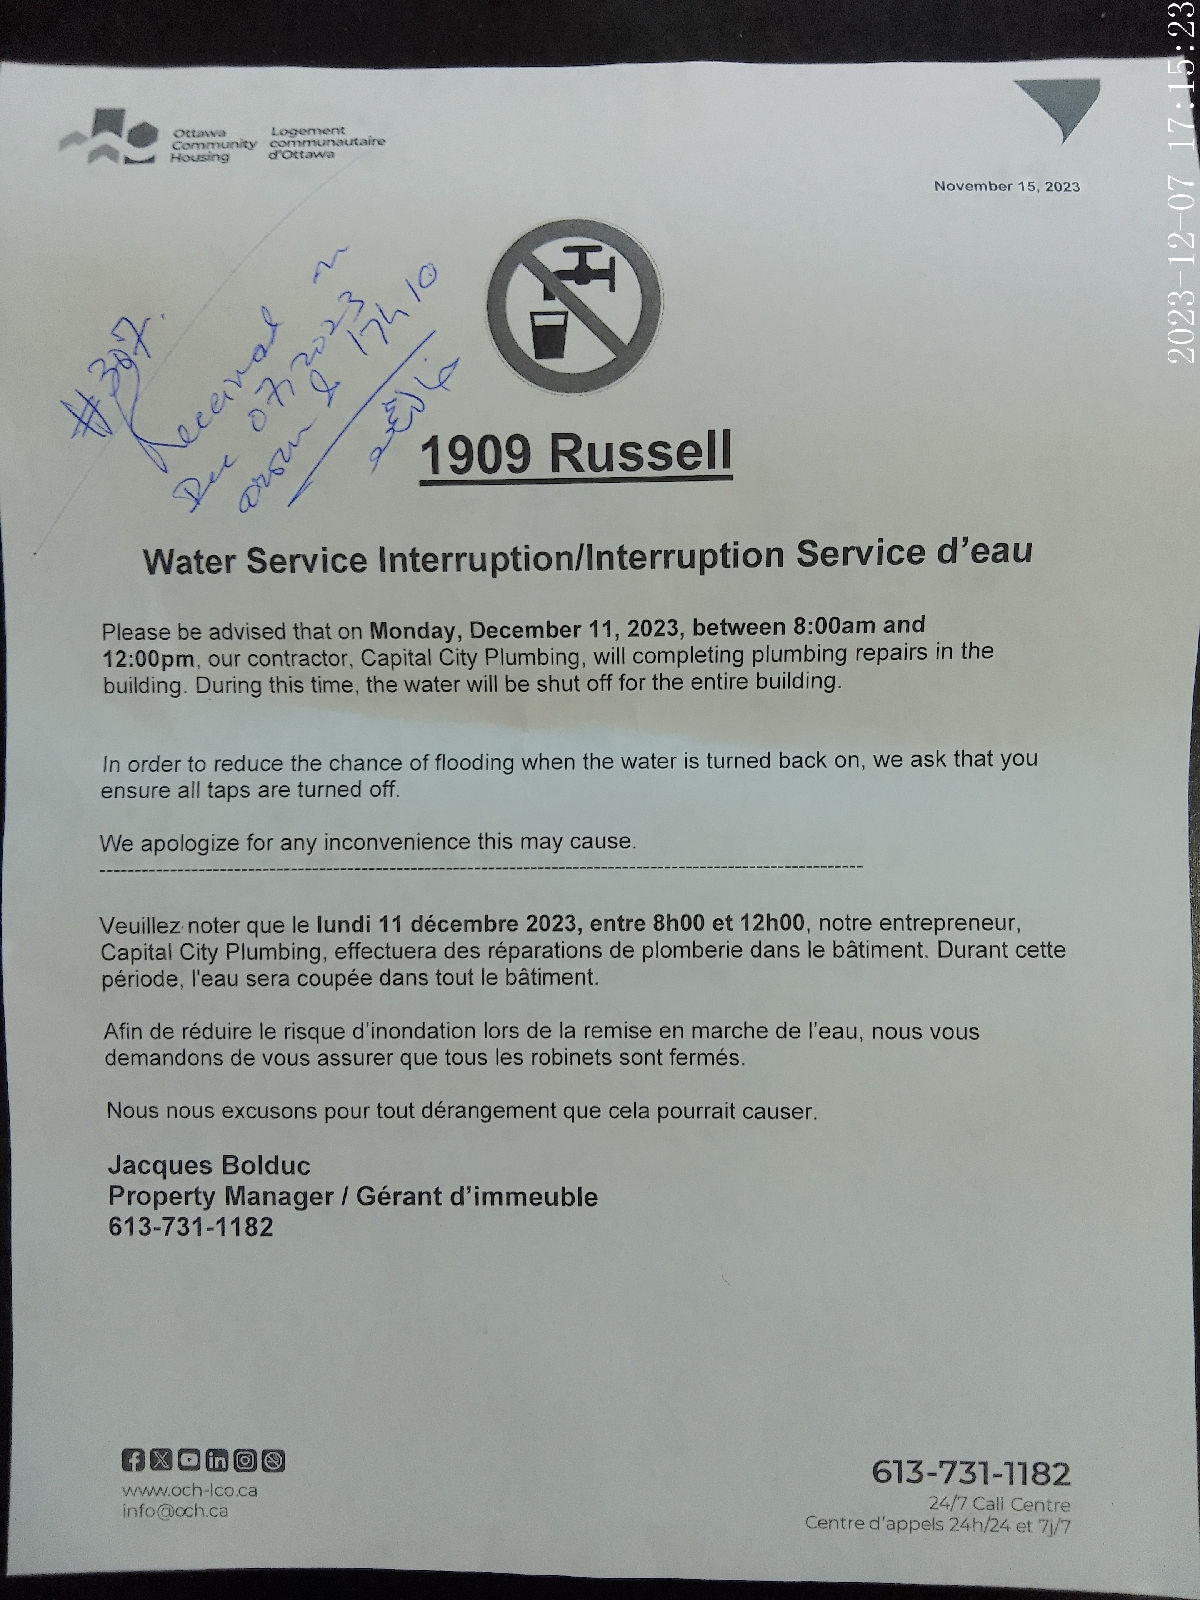 Ottawa
Community
Housing
Logement
communautaire
d'Ottawa
November 15, 2023
2023-12-07 17:15:23
#307.
Received
Dec 07, 2023
around 17h10
1909 Russell
Water Service Interruption/Interruption Service d'eau
Please be advised that on Monday, December 11, 2023, between 8:00am and
12:00pm, our contractor, Capital City Plumbing, will completing plumbing repairs in the
building. During this time, the water will be shut off for the entire building.
In order to reduce the chance of flooding when the water is turned back on, we ask that you
ensure all taps are turned off.
We apologize for any inconvenience this may cause.
Veuillez noter que le lundi 11 décembre 2023, entre 8h00 et 12h00, notre entrepreneur,
Capital City Plumbing, effectuera des réparations de plomberie dans le bâtiment. Durant cette
période, l'eau sera coupée dans tout le bâtiment.
Afin de réduire le risque d'inondation lors de la remise en marche de l'eau, nous vous
demandons de vous assurer que tous les robinets sont fermés.
Nous nous excusons pour tout dérangement que cela pourrait causer.
Jacques Bolduc
Property Manager / Gérant d'immeuble
613-731-1182
www.och-lco.ca
info@och.ca
613-731-1182
24/7 Call Centre
Centre d'appels 24h/24 et 7j/7